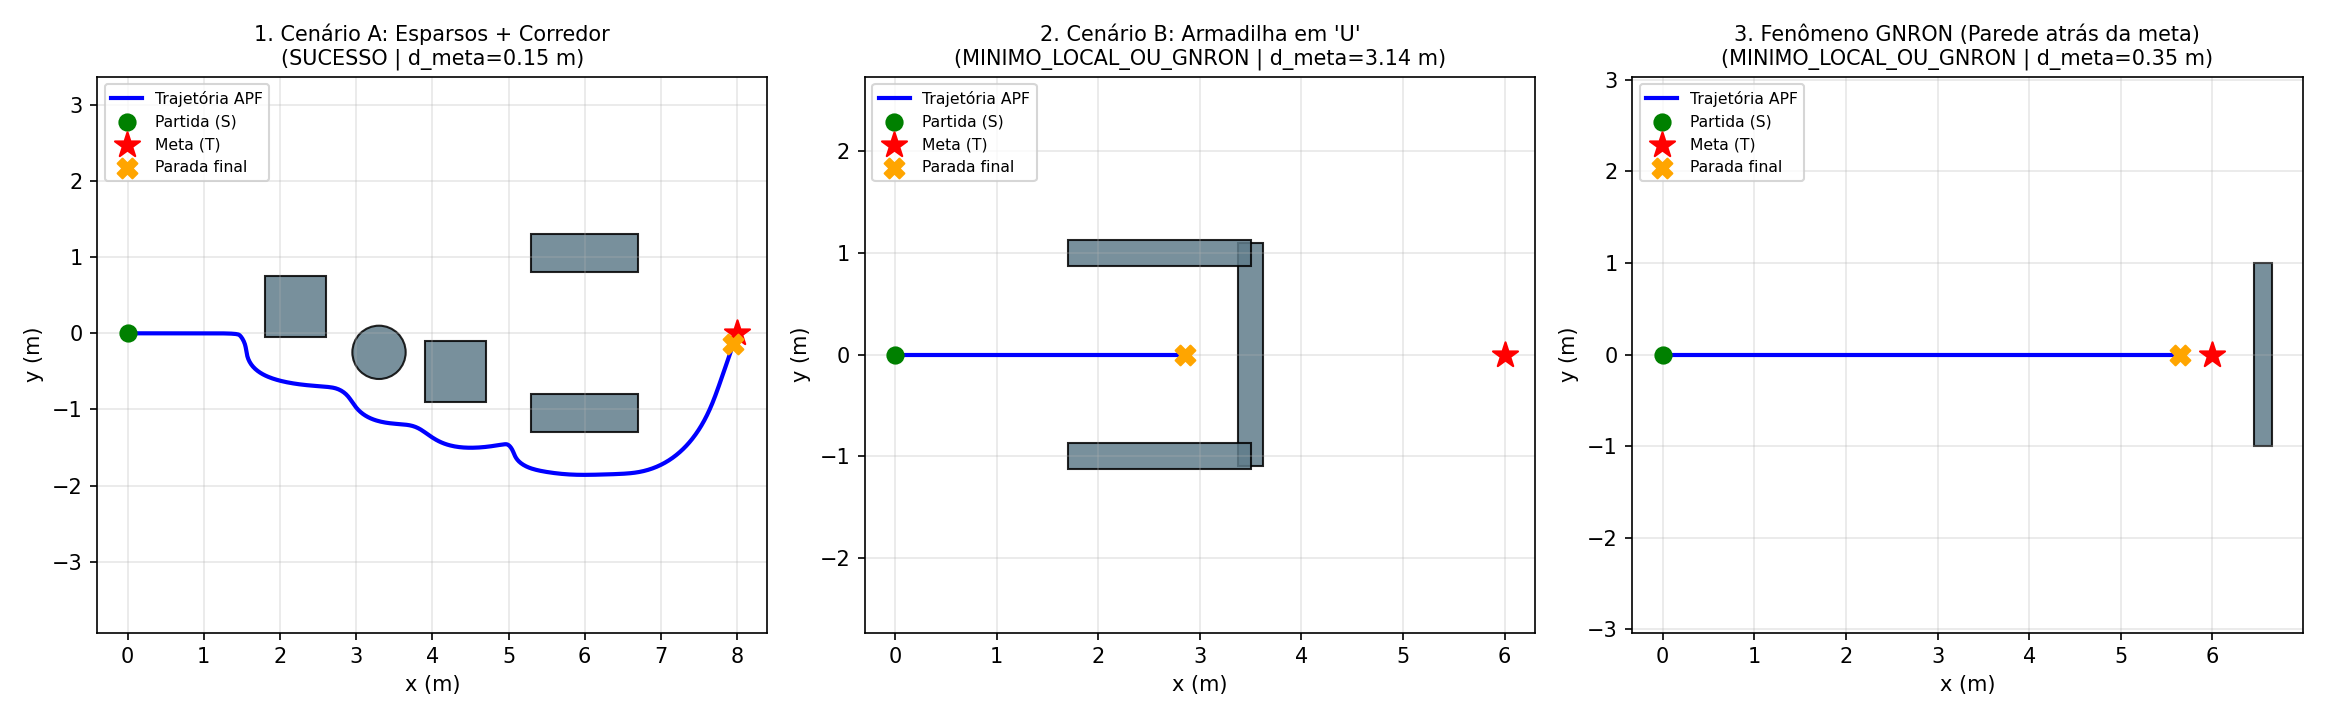 1. Cenário A: Esparsos + Corredor
(SUCESSO | d_meta=0.15 m)
Trajetória APF
Partida (S)
Meta (T)
Parada final
3
2
1
0
−1
−2
−3
y (m)
0 1 2 3 4 5 6 7 8
x (m)
2. Cenário B: Armadilha em 'U'
(MINIMO_LOCAL_OU_GNRON | d_meta=3.14 m)
Trajetória APF
Partida (S)
Meta (T)
Parada final
2
1
0
−1
−2
y (m)
0 1 2 3 4 5 6
x (m)
3. Fenômeno GNRON (Parede atrás da meta)
(MINIMO_LOCAL_OU_GNRON | d_meta=0.35 m)
Trajetória APF
Partida (S)
Meta (T)
Parada final
3
2
1
0
−1
−2
−3
y (m)
0 1 2 3 4 5 6
x (m)